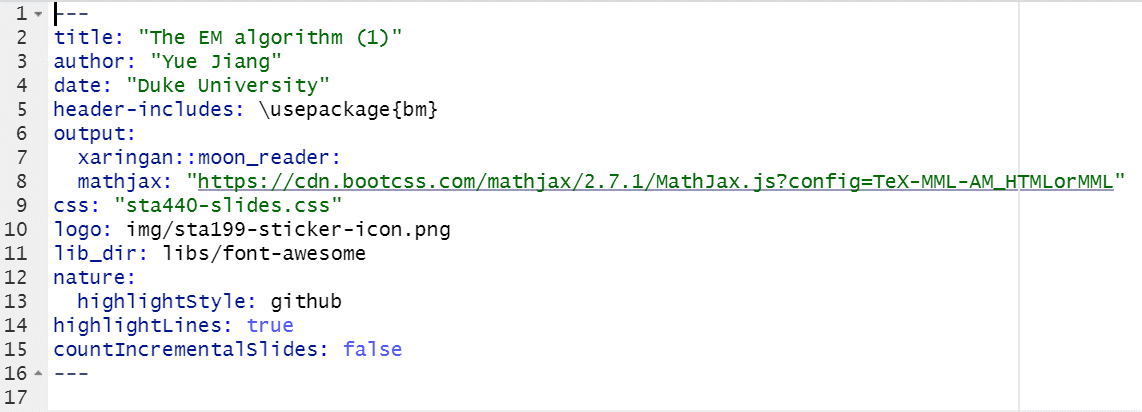 1 ---
2 title: "The EM algorithm (1)"
3 author: "Yue Jiang"
4 date: "Duke University"
5 header-includes: \usepackage{bm}
6 output:
7   xaringan::moon_reader:
8   mathjax: "https://cdn.bootcss.com/mathjax/2.7.1/MathJax.js?config=TeX-MML-AM_HTMLorMML"
9 css: "sta440-slides.css"
10 logo: img/sta199-sticker-icon.png
11 lib_dir: libs/font-awesome
12 nature:
13   highlightStyle: github
14 highlightLines: true
15 countIncrementalSlides: false
16 ---
17